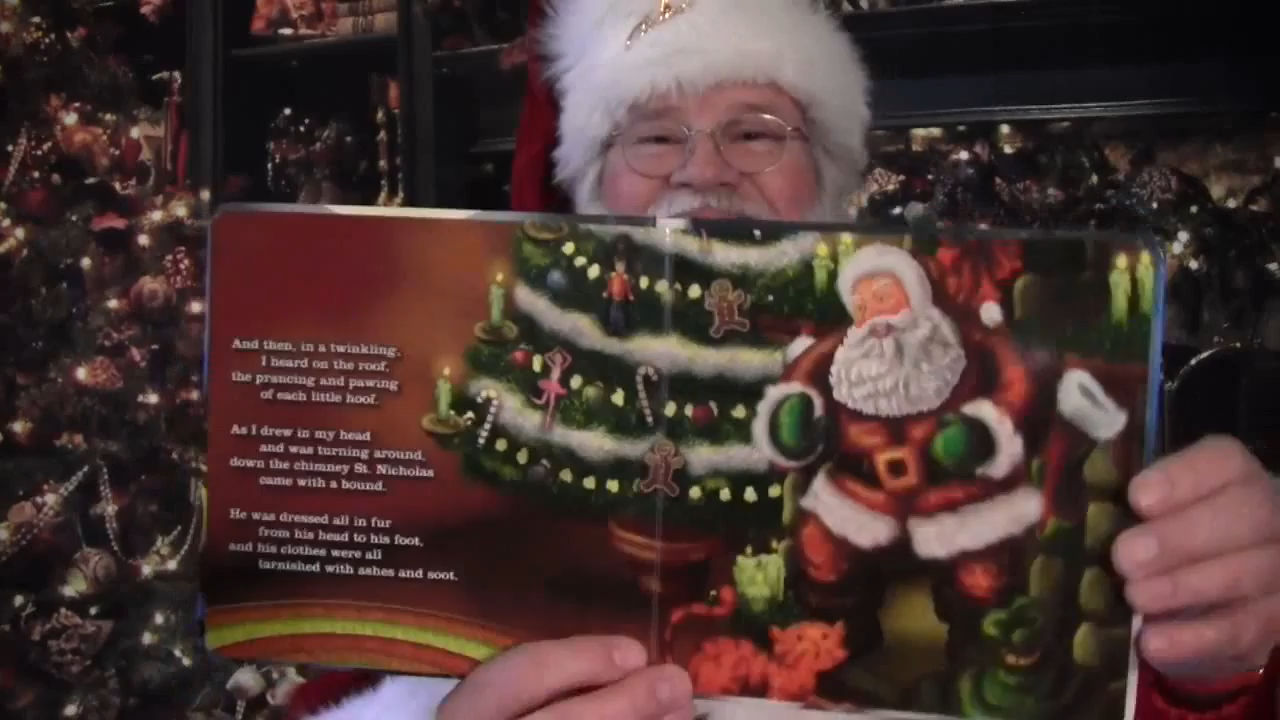 And then, in a twinkling,
I heard on the roof,
the prancing and pawing
of each little hoof.
As I drew in my head
and was turning around,
down the chimney St. Nicholas
came with a bound.
He was dressed all in fur
from his head to his foot,
and his clothes were all
tarnished with ashes and soot.